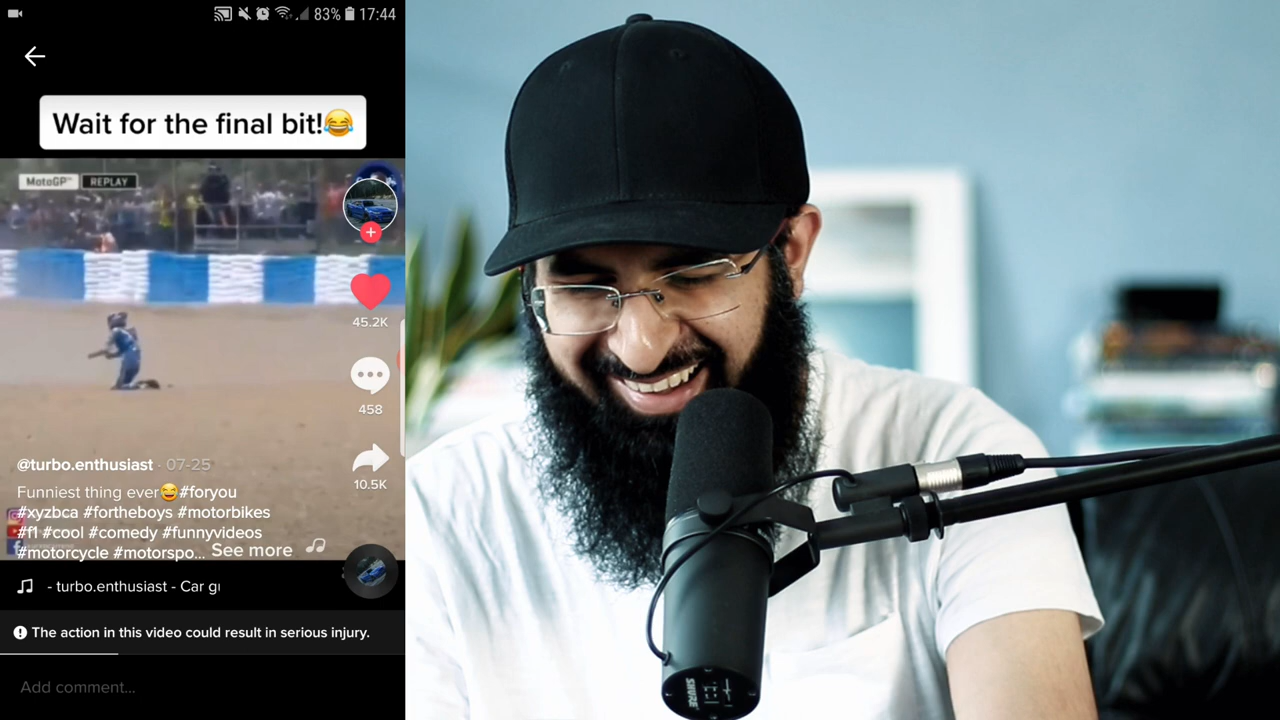 83% 17:44
Wait for the final bit!😂
MotoGP™ REPLAY
45.2K
458
10.5K
@turbo.enthusiast · 07-25
Funniest thing ever😅#foryou
#xyzbca #fortheboys #motorbikes
#f1 #cool #comedy #funnyvideos
#motorcycle #motorspo... See more
- turbo.enthusiast - Car
The action in this video could result in serious injury.
Add comment...
SHURE